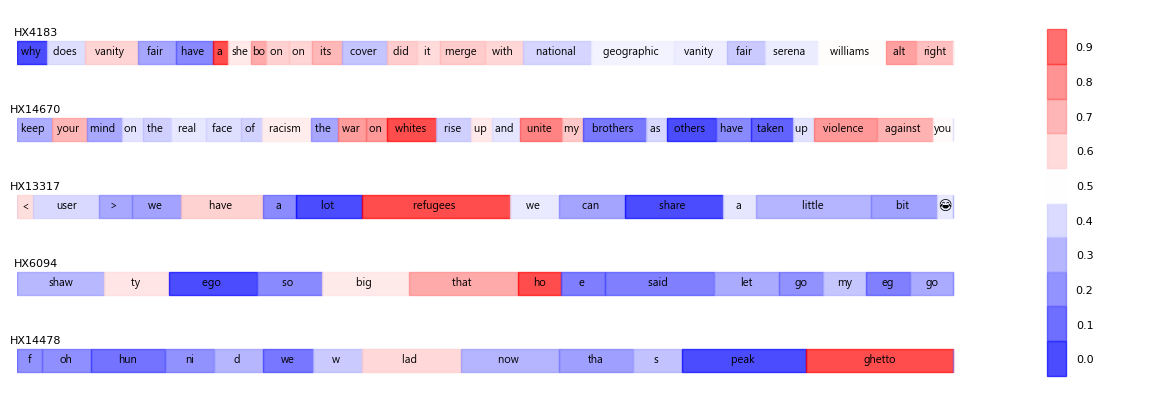 HX4183
why does vanity fair have a she bo on on its cover did it merge with national geographic vanity fair serena williams alt right
HX14670
keep your mind on the real face of racism the war on whites rise up and unite my brothers as others have taken up violence against you
HX13317
< user > we have a lot refugees we can share a little bit 😂
HX6094
shaw ty ego so big that ho e said let go my eg go
HX14478
f oh hun ni d we w lad now tha s peak ghetto
0.9
0.8
0.7
0.6
0.5
0.4
0.3
0.2
0.1
0.0